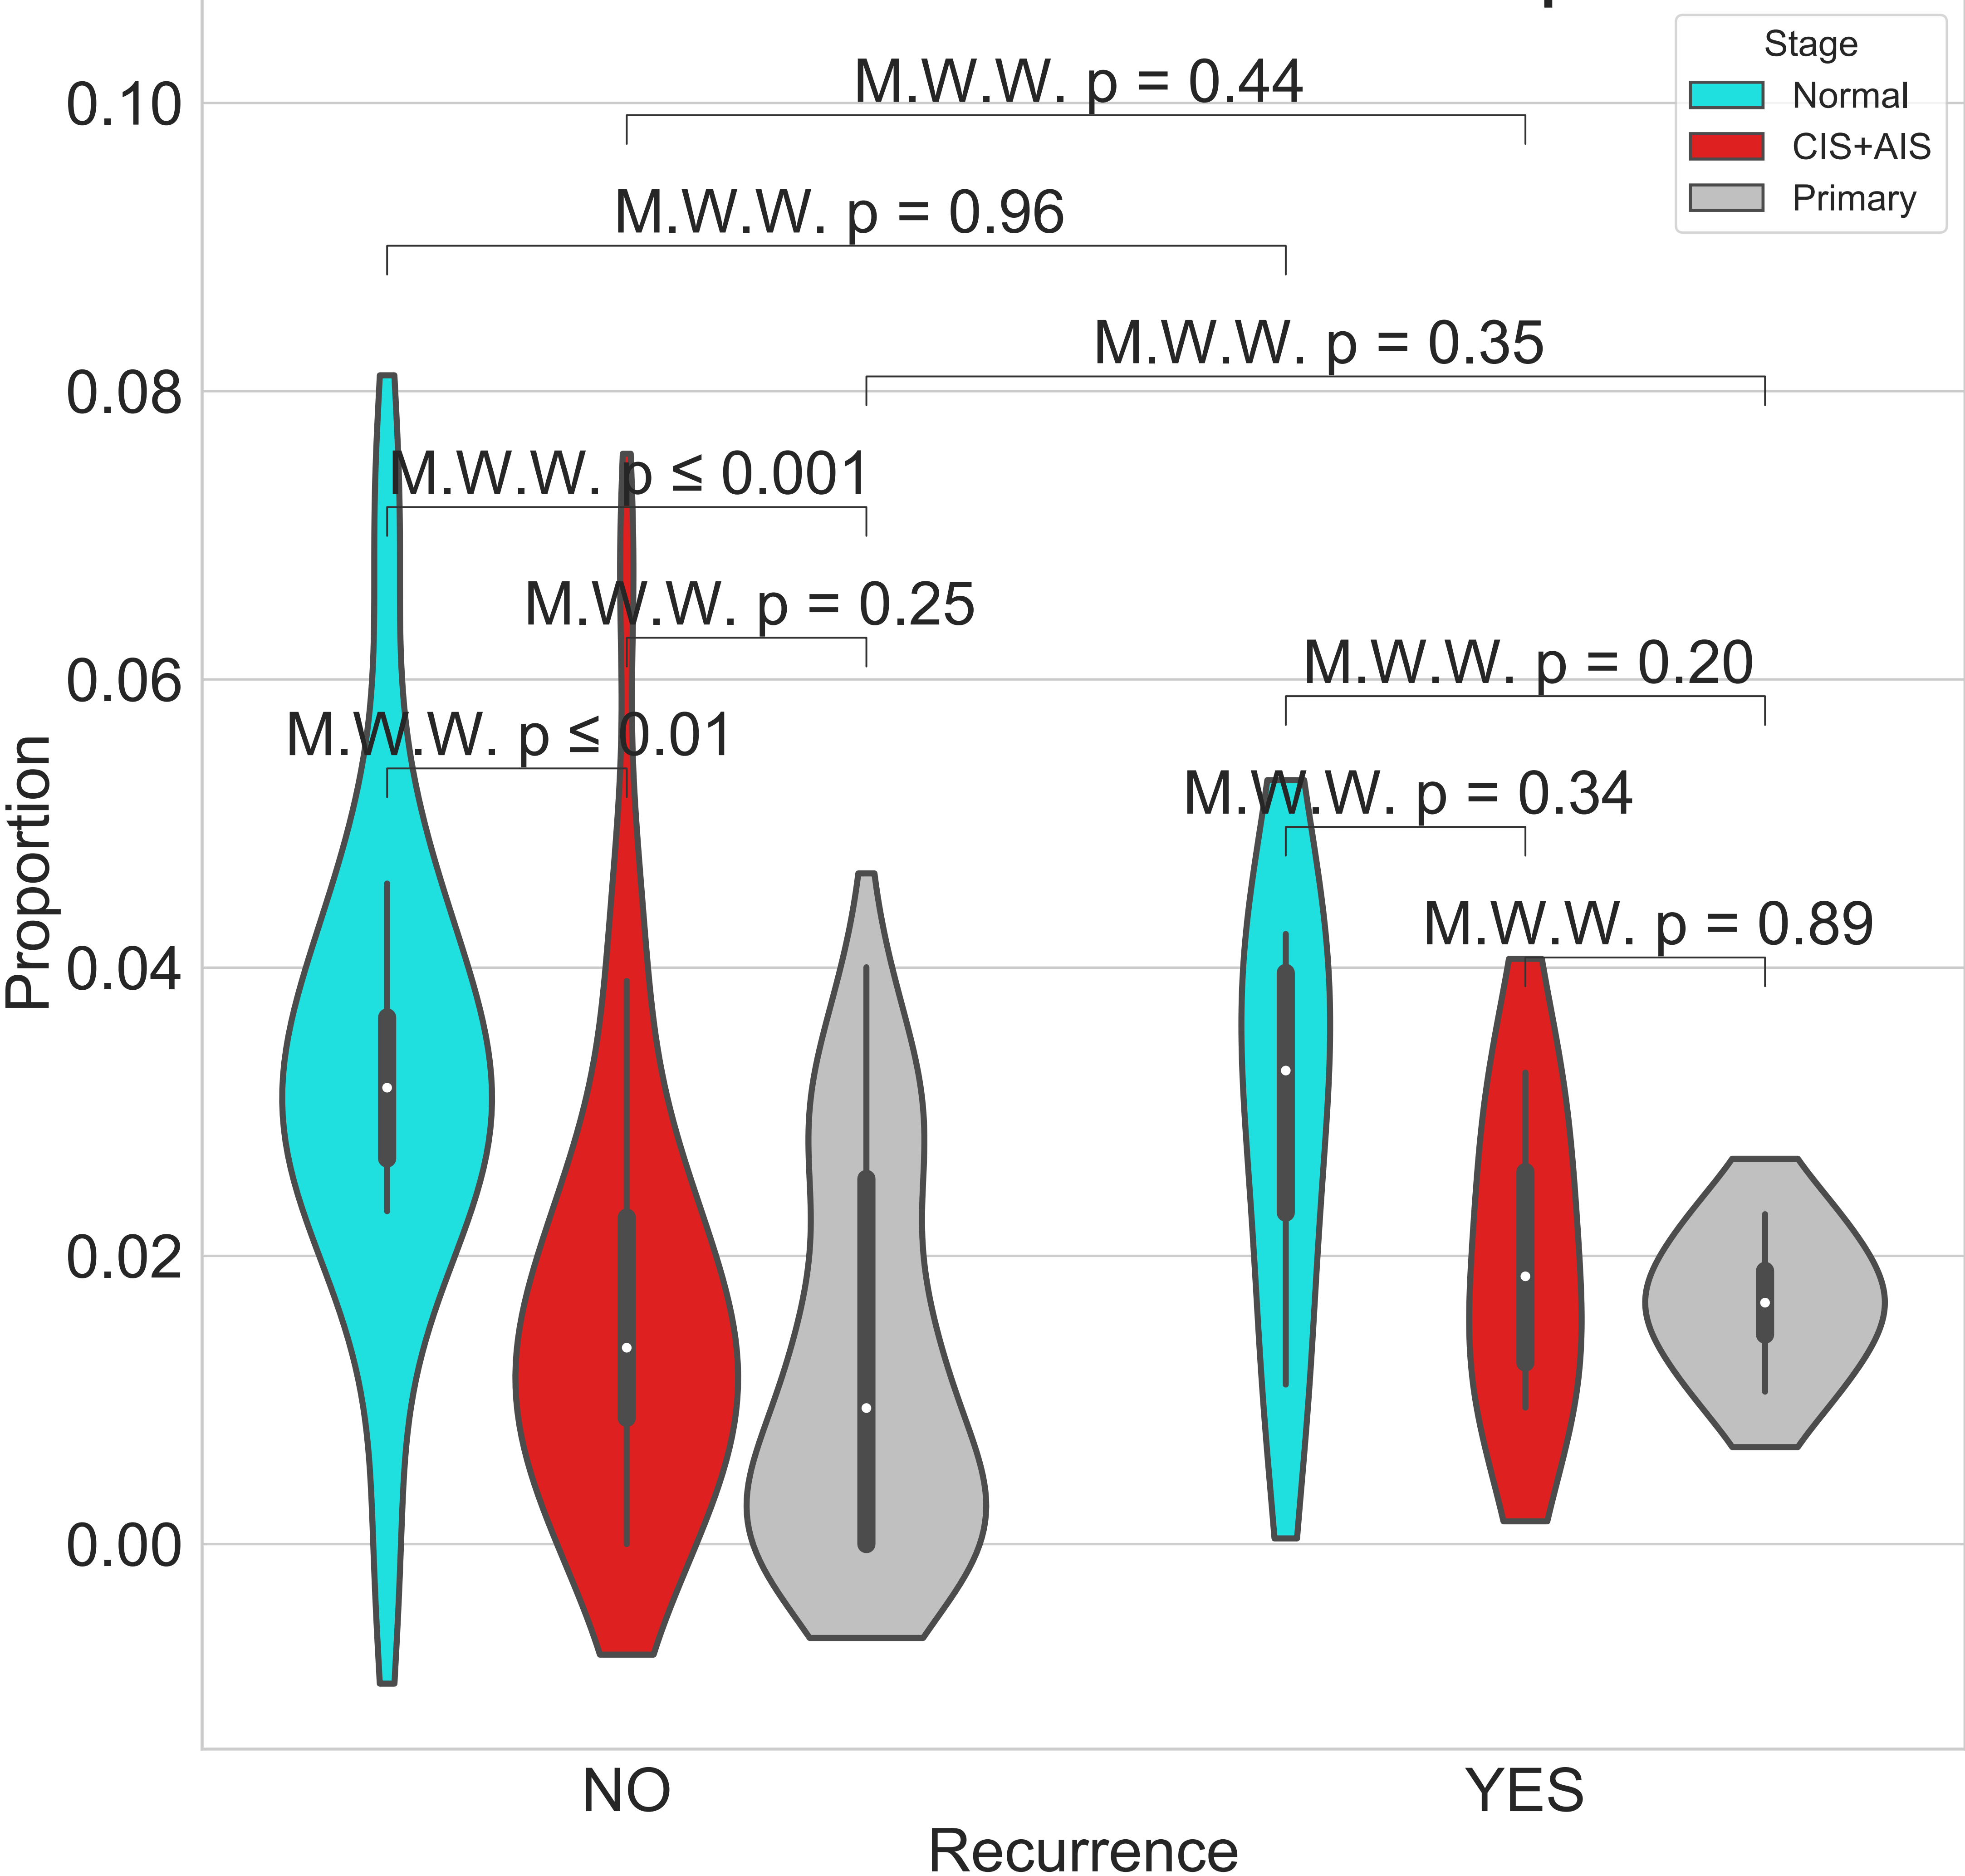 Stage
Normal
CIS+AIS
Primary
M.W.W. p = 0.44
M.W.W. p = 0.96
M.W.W. p = 0.35
M.W.W. p ≤ 0.001
M.W.W. p = 0.25
M.W.W. p = 0.20
M.W.W. p ≤ 0.01
M.W.W. p = 0.34
M.W.W. p = 0.89
0.10
0.08
0.06
0.04
0.02
0.00
Proportion
NO
YES
Recurrence